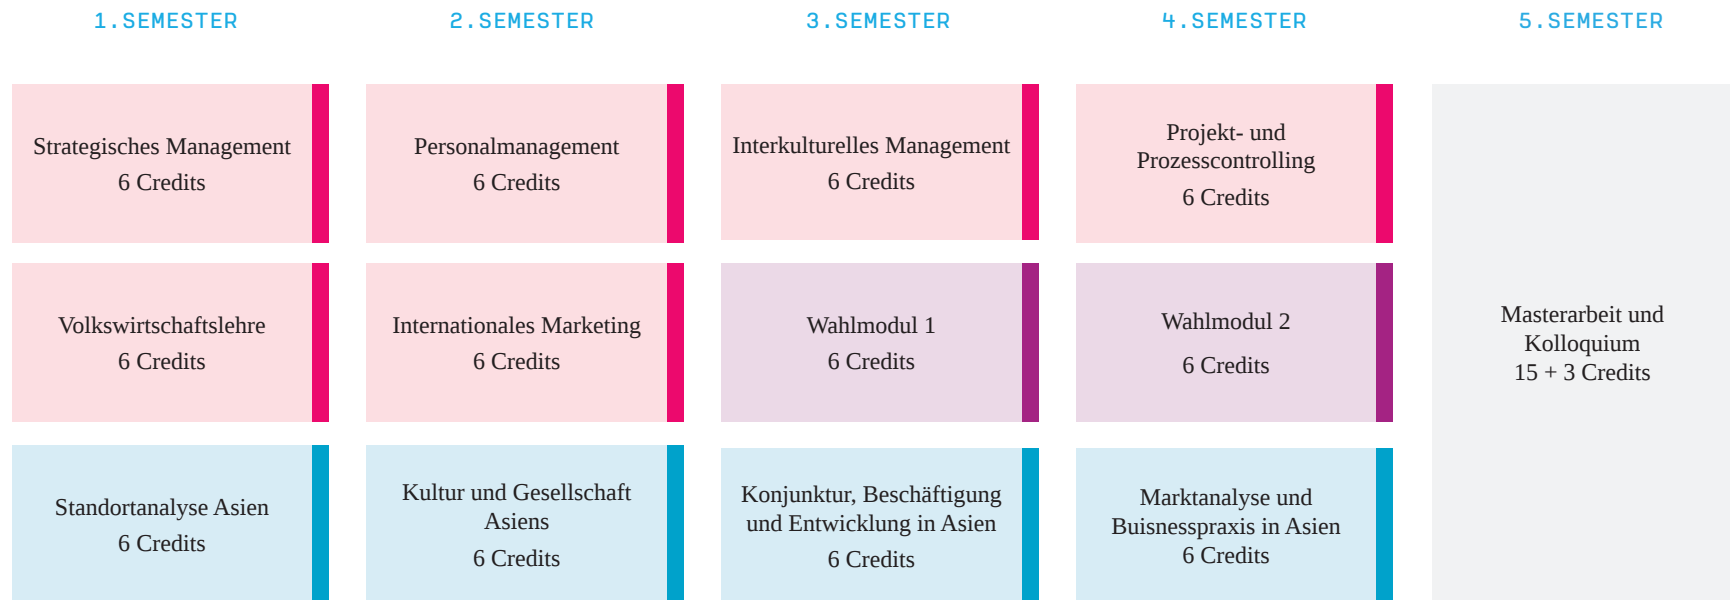 1.SEMESTER
2.SEMESTER
3.SEMESTER
4.SEMESTER
5.SEMESTER
Strategisches Management
6 Credits
Personalmanagement
6 Credits
Interkulturelles Management
6 Credits
Projekt- und
Prozesscontrolling
6 Credits
Volkswirtschaftslehre
6 Credits
Internationales Marketing
6 Credits
Wahlmodul 1
6 Credits
Wahlmodul 2
6 Credits
Masterarbeit und
Kolloquium
15 + 3 Credits
Standortanalyse Asien
6 Credits
Kultur und Gesellschaft
Asiens
6 Credits
Konjunktur, Beschäftigung
und Entwicklung in Asien
6 Credits
Marktanalyse und
Buisnesspraxis in Asien
6 Credits